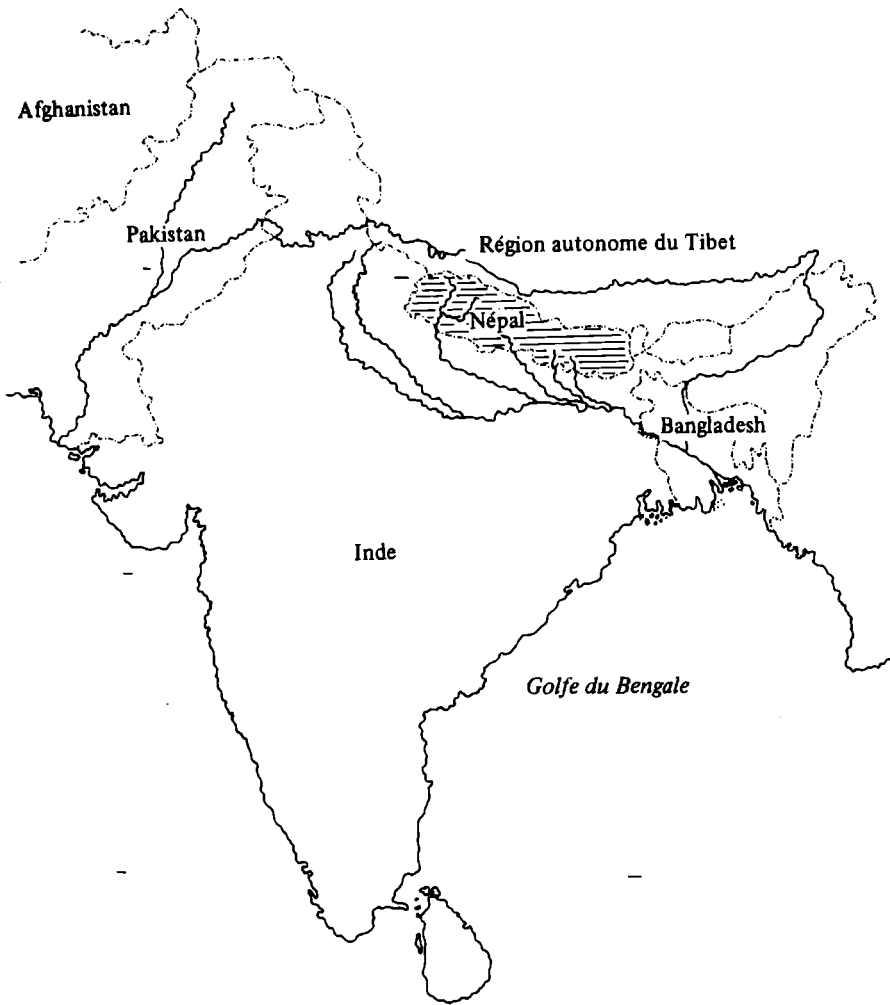 Afghanistan
Pakistan
Région autonome du Tibet
Népal
Bangladesh
Inde
Golfe du Bengale